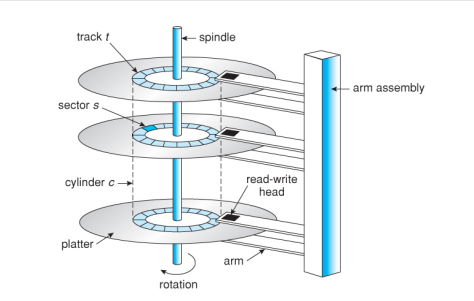 track t
spindle
arm assembly
sector s
cylinder c
read-write
head
platter
arm
rotation